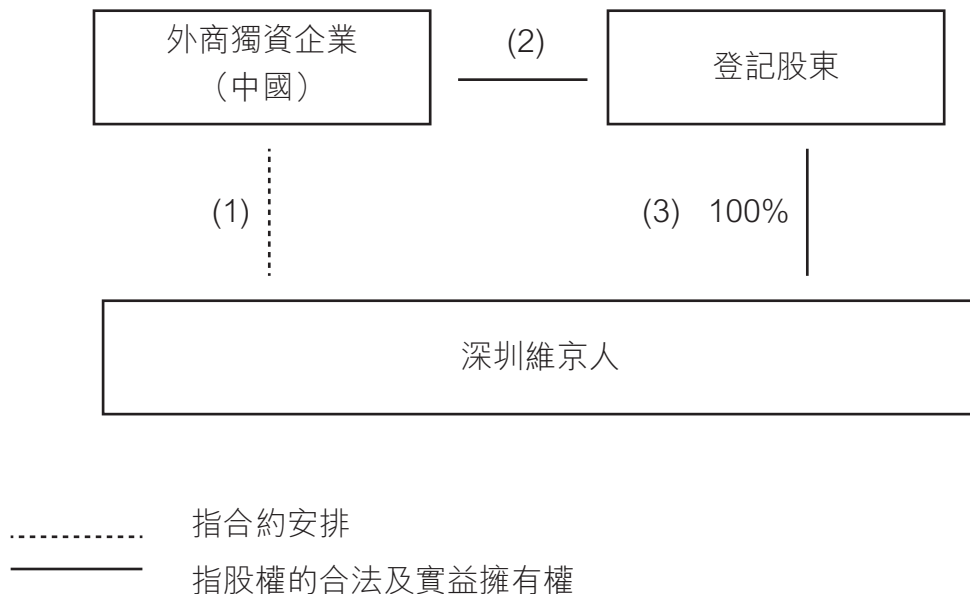 外商獨資企業
（中國）
(2)
登記股東
(1)
(3) 100%
深圳維京人
指合約安排
指股權的合法及實益擁有權